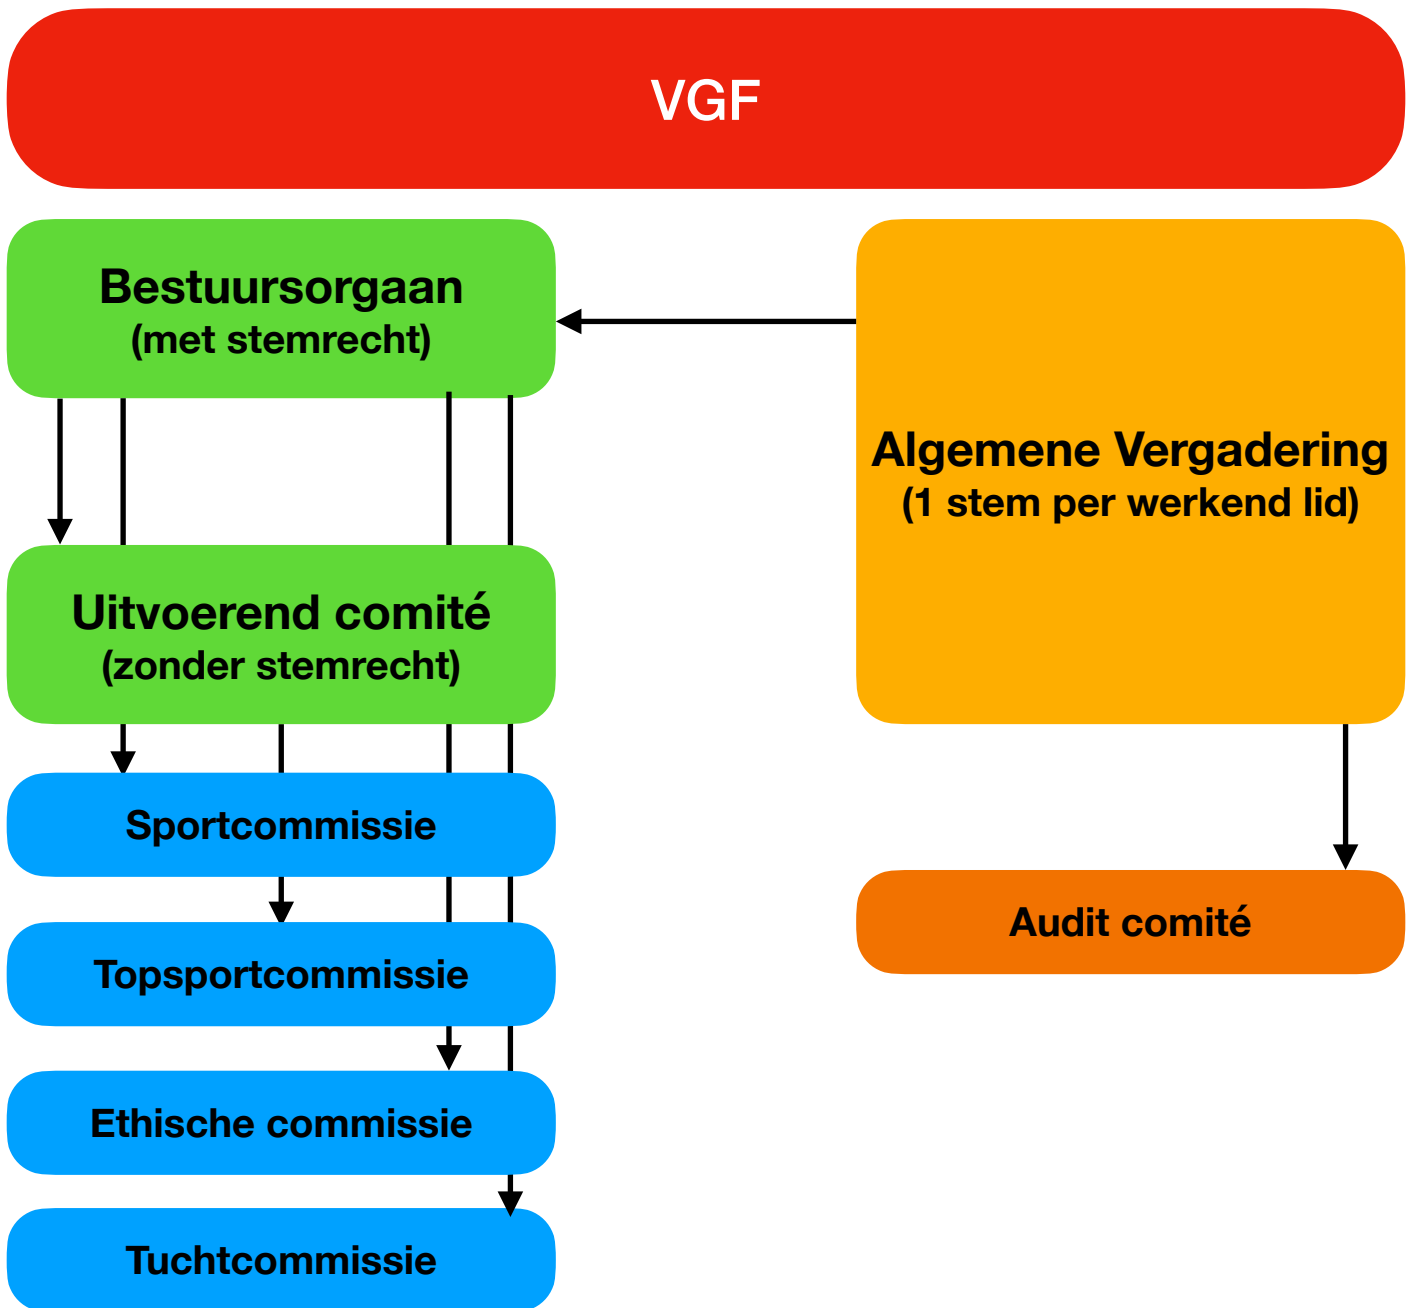 VGF
Bestuursorgaan
(met stemrecht)
Algemene Vergadering
(1 stem per werkend lid)
Uitvoerend comité
(zonder stemrecht)
Sportcommissie
Audit comité
Topsportcommissie
Ethische commissie
Tuchtcommissie